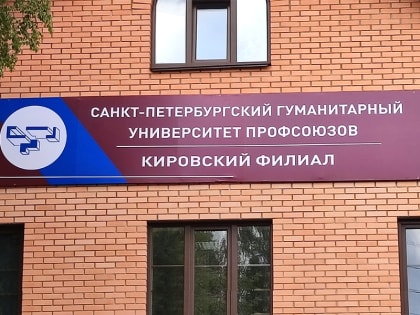 САНКТ-ПЕТЕРБУРГСКИЙ ГУМАНИТАРНЫЙ
УНИВЕРСИТЕТ ПРОФСОЮЗОВ
КИРОВСКИЙ ФИЛИАЛ